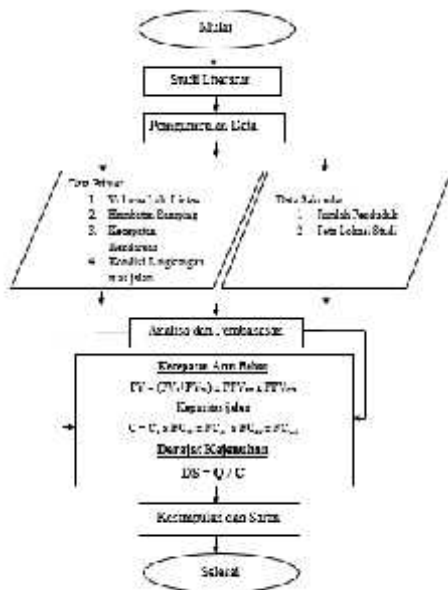 Mulai
Studi Literatur
Pengumpulan Data
Data Primer
1. Volume Lalu Lintas
2. Hambatan Samping
3. Kecepatan
Kendaraan
4. Kondisi Lingkungan
ruas jalan
Data Sekunder
1. Jumlah Penduduk
2. Peta Lokasi Studi
Analisa dan Pembahasan
Kecepatan Arus Bebas
Kapasitas jalan
Derajat Kejenuhan
DS = Q / C
Kesimpulan dan Saran
Selesai